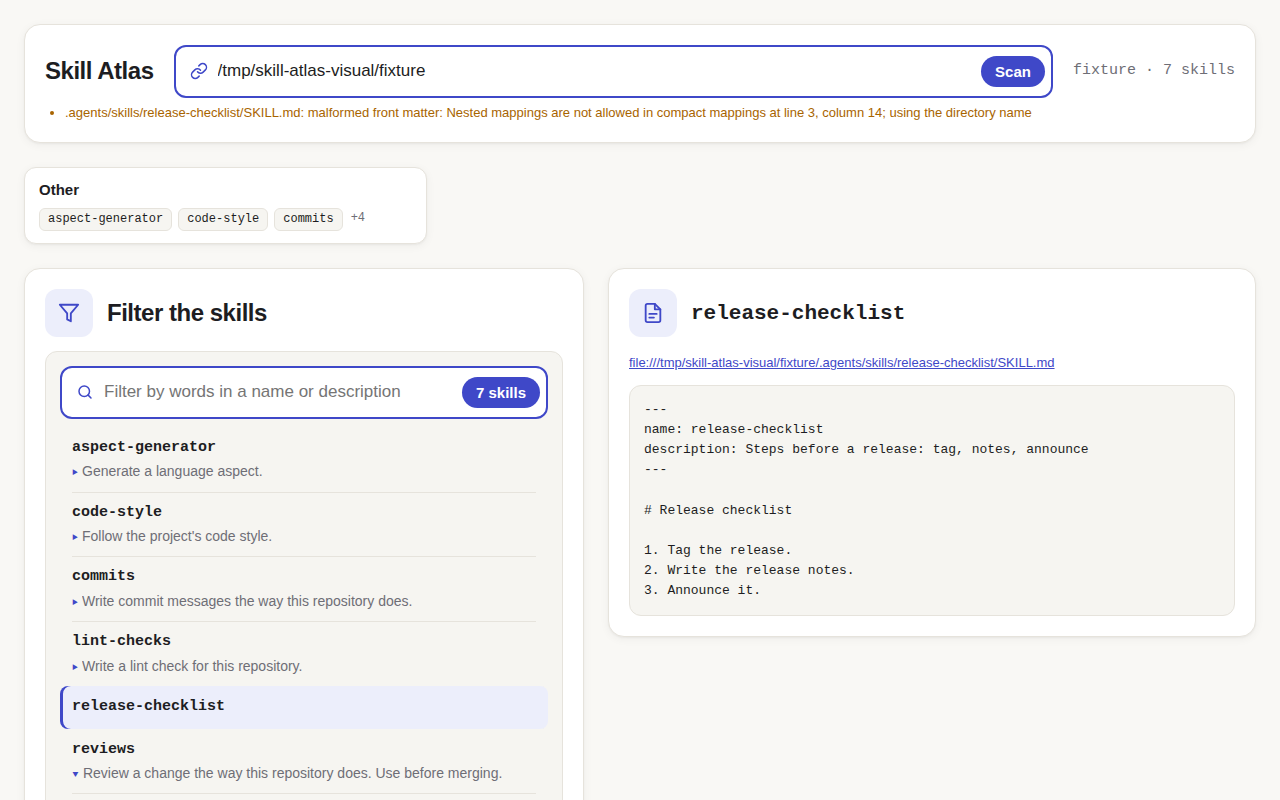 Skill Atlas
/tmp/skill-atlas-visual/fixture
Scan
fixture · 7 skills
• .agents/skills/release-checklist/SKILL.md: malformed front matter: Nested mappings are not allowed in compact mappings at line 3, column 14; using the directory name
Other
aspect-generator code-style commits +4
Filter the skills
Filter by words in a name or description
7 skills
aspect-generator
▸ Generate a language aspect.
code-style
▸ Follow the project's code style.
commits
▸ Write commit messages the way this repository does.
lint-checks
▸ Write a lint check for this repository.
release-checklist
reviews
▾ Review a change the way this repository does. Use before merging.
release-checklist
file:///tmp/skill-atlas-visual/fixture/.agents/skills/release-checklist/SKILL.md
---
name: release-checklist
description: Steps before a release: tag, notes, announce
---
# Release checklist
1. Tag the release.
2. Write the release notes.
3. Announce it.